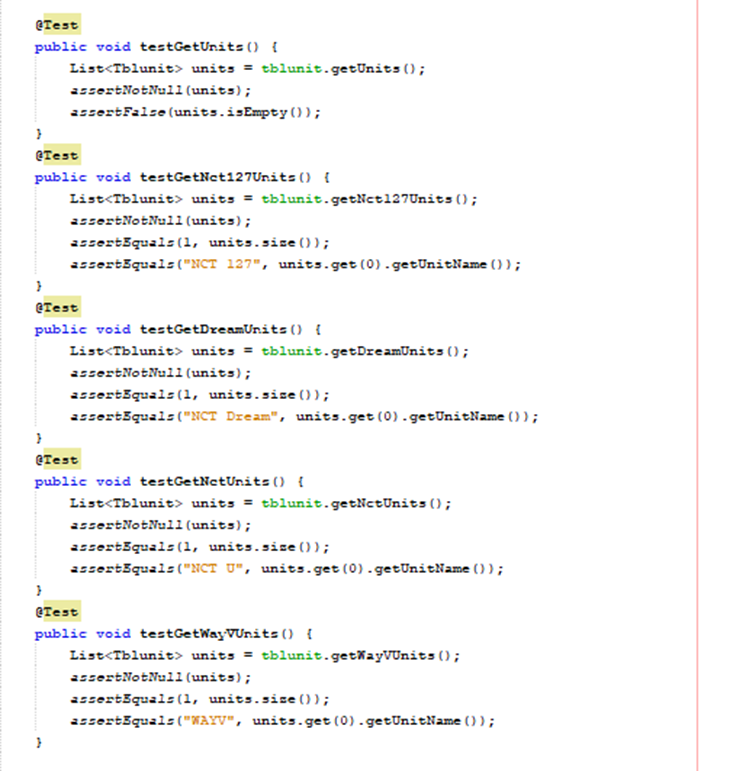 @Test
public void testGetUnits() {
List<Tblunit> units = tblunit.getUnits();
assertNotNull(units);
assertFalse(units.isEmpty());
}
@Test
public void testGetNct127Units() {
List<Tblunit> units = tblunit.getNct127Units();
assertNotNull(units);
assertEquals(1, units.size());
assertEquals("NCT 127", units.get(0).getUnitName());
}
@Test
public void testGetDreamUnits() {
List<Tblunit> units = tblunit.getDreamUnits();
assertNotNull(units);
assertEquals(1, units.size());
assertEquals("NCT Dream", units.get(0).getUnitName());
}
@Test
public void testGetNctUnits() {
List<Tblunit> units = tblunit.getNctUnits();
assertNotNull(units);
assertEquals(1, units.size());
assertEquals("NCT U", units.get(0).getUnitName());
}
@Test
public void testGetWayVUnits() {
List<Tblunit> units = tblunit.getWayVUnits();
assertNotNull(units);
assertEquals(1, units.size());
assertEquals("WAYV", units.get(0).getUnitName());
}